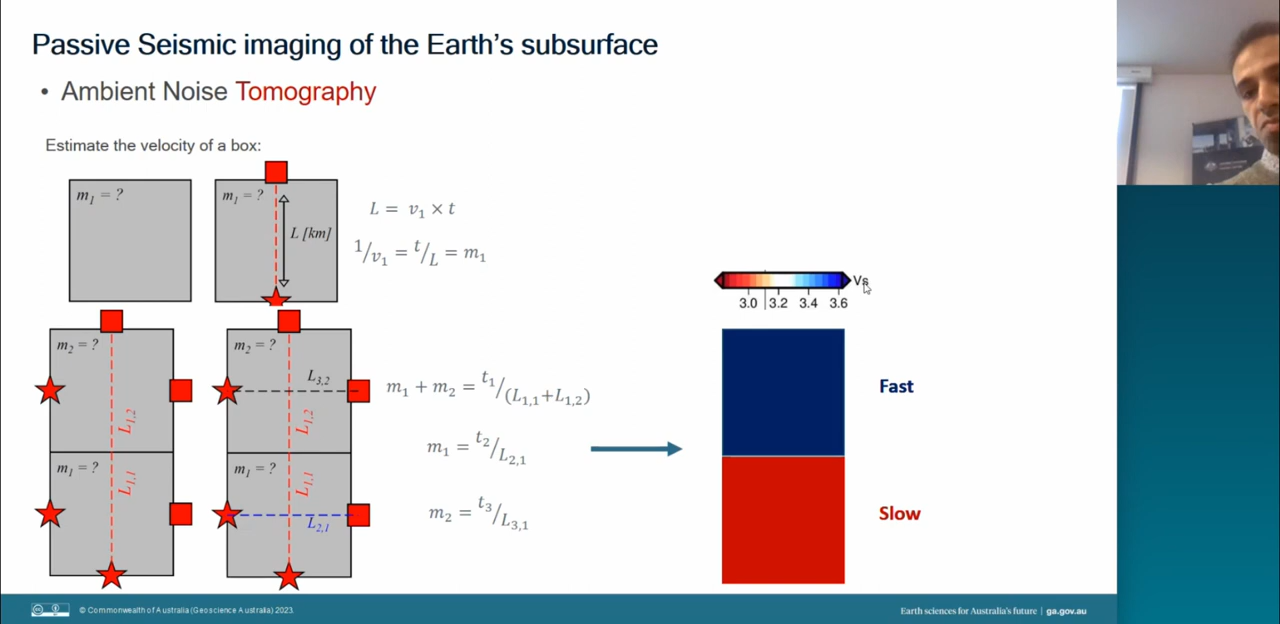 Passive Seismic imaging of the Earth's subsurface
• Ambient Noise Tomography
Estimate the velocity of a box:
m₁ = ?
m₁ = ?
L [km]
L = v₁ × t
1/v₁ = t/L = m₁
m₂ = ?
L₁,₂
m₁ = ?
L₁,₁
m₂ = ?
L₃,₂
L₁,₂
m₁ = ?
L₁,₁
L₂,₁
m₁ + m₂ = t₁/(L₁,₁+L₁,₂)
m₁ = t₂/L₂,₁
m₂ = t₃/L₃,₁
Vs
3.0 3.2 3.4 3.6
Fast
Slow
© Commonwealth of Australia (Geoscience Australia) 2023.
Earth sciences for Australia's future | ga.gov.au